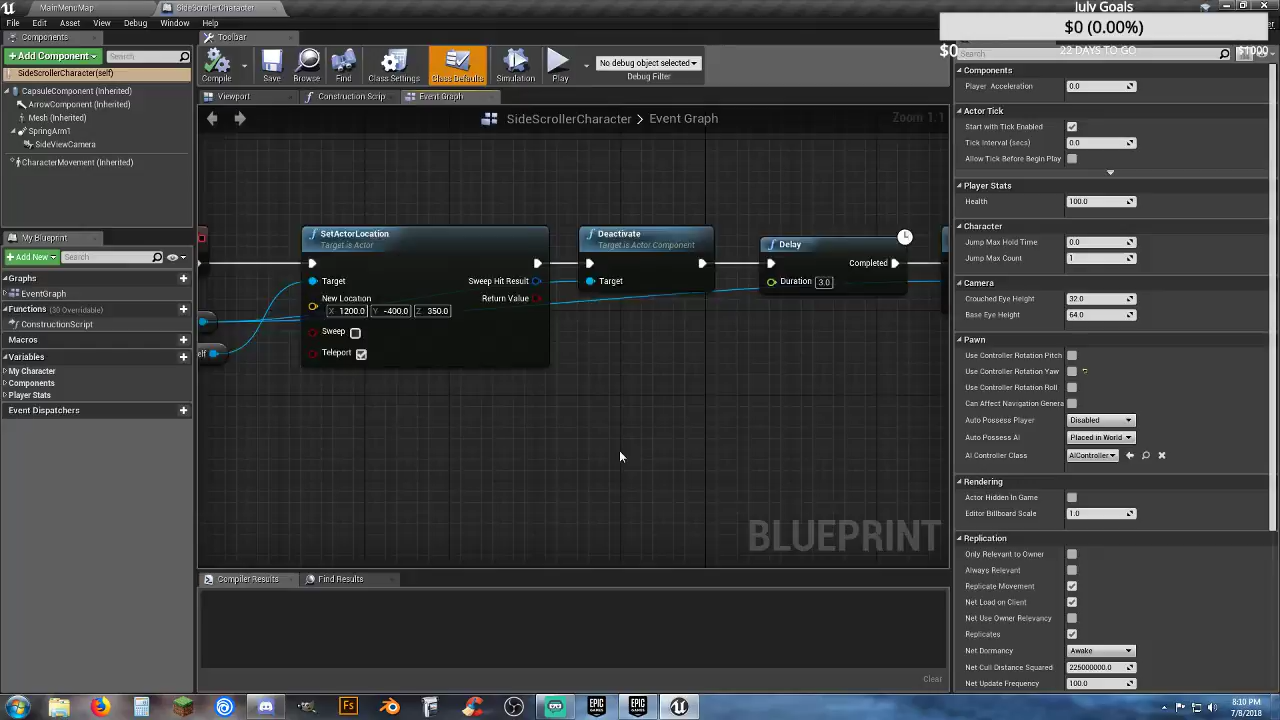 MainMenuMap
SideScrollerCharacter
July Goals
File Edit Asset View Debug Window Help
$0 (0.00%)
$0 22 DAYS TO GO $1000
Components
Toolbar
Add Component
Search
SideScrollerCharacter(self)
CapsuleComponent (Inherited)
ArrowComponent (Inherited)
Mesh (Inherited)
SpringArm1
SideViewCamera
CharacterMovement (Inherited)
My Blueprint
Add New
Search
Graphs
EventGraph
Functions (30 Overridable)
ConstructionScript
Macros
Variables
My Character
Components
Player Stats
Event Dispatchers
Compile
Save
Browse
Find
Class Settings
Class Defaults
Simulation
Play
No debug object selected
Debug Filter
Viewport
Construction Scrip
Event Graph
SideScrollerCharacter > Event Graph
Zoom 1:1
SetActorLocation
Target is Actor
Target
New Location
X 1200.0 Y -400.0 Z 350.0
Sweep
Teleport
Sweep Hit Result
Return Value
elf
Deactivate
Target is Actor Component
Target
Delay
Completed
Duration 3.0
BLUEPRINT
Compiler Results
Find Results
Clear
Search
Components
Player Acceleration 0.0
Actor Tick
Start with Tick Enabled
Tick Interval (secs) 0.0
Allow Tick Before Begin Play
Player Stats
Health 100.0
Character
Jump Max Hold Time 0.0
Jump Max Count 1
Camera
Crouched Eye Height 32.0
Base Eye Height 64.0
Pawn
Use Controller Rotation Pitch
Use Controller Rotation Yaw
Use Controller Rotation Roll
Can Affect Navigation Genera
Auto Possess Player Disabled
Auto Possess AI Placed in World
AI Controller Class AIController
Rendering
Actor Hidden In Game
Editor Billboard Scale 1.0
Replication
Only Relevant to Owner
Always Relevant
Replicate Movement
Net Load on Client
Net Use Owner Relevancy
Replicates
Net Dormancy Awake
Net Cull Distance Squared 225000000.0
Net Update Frequency 100.0
Fs
EPIC GAMES
EPIC GAMES
8:10 PM
7/8/2018